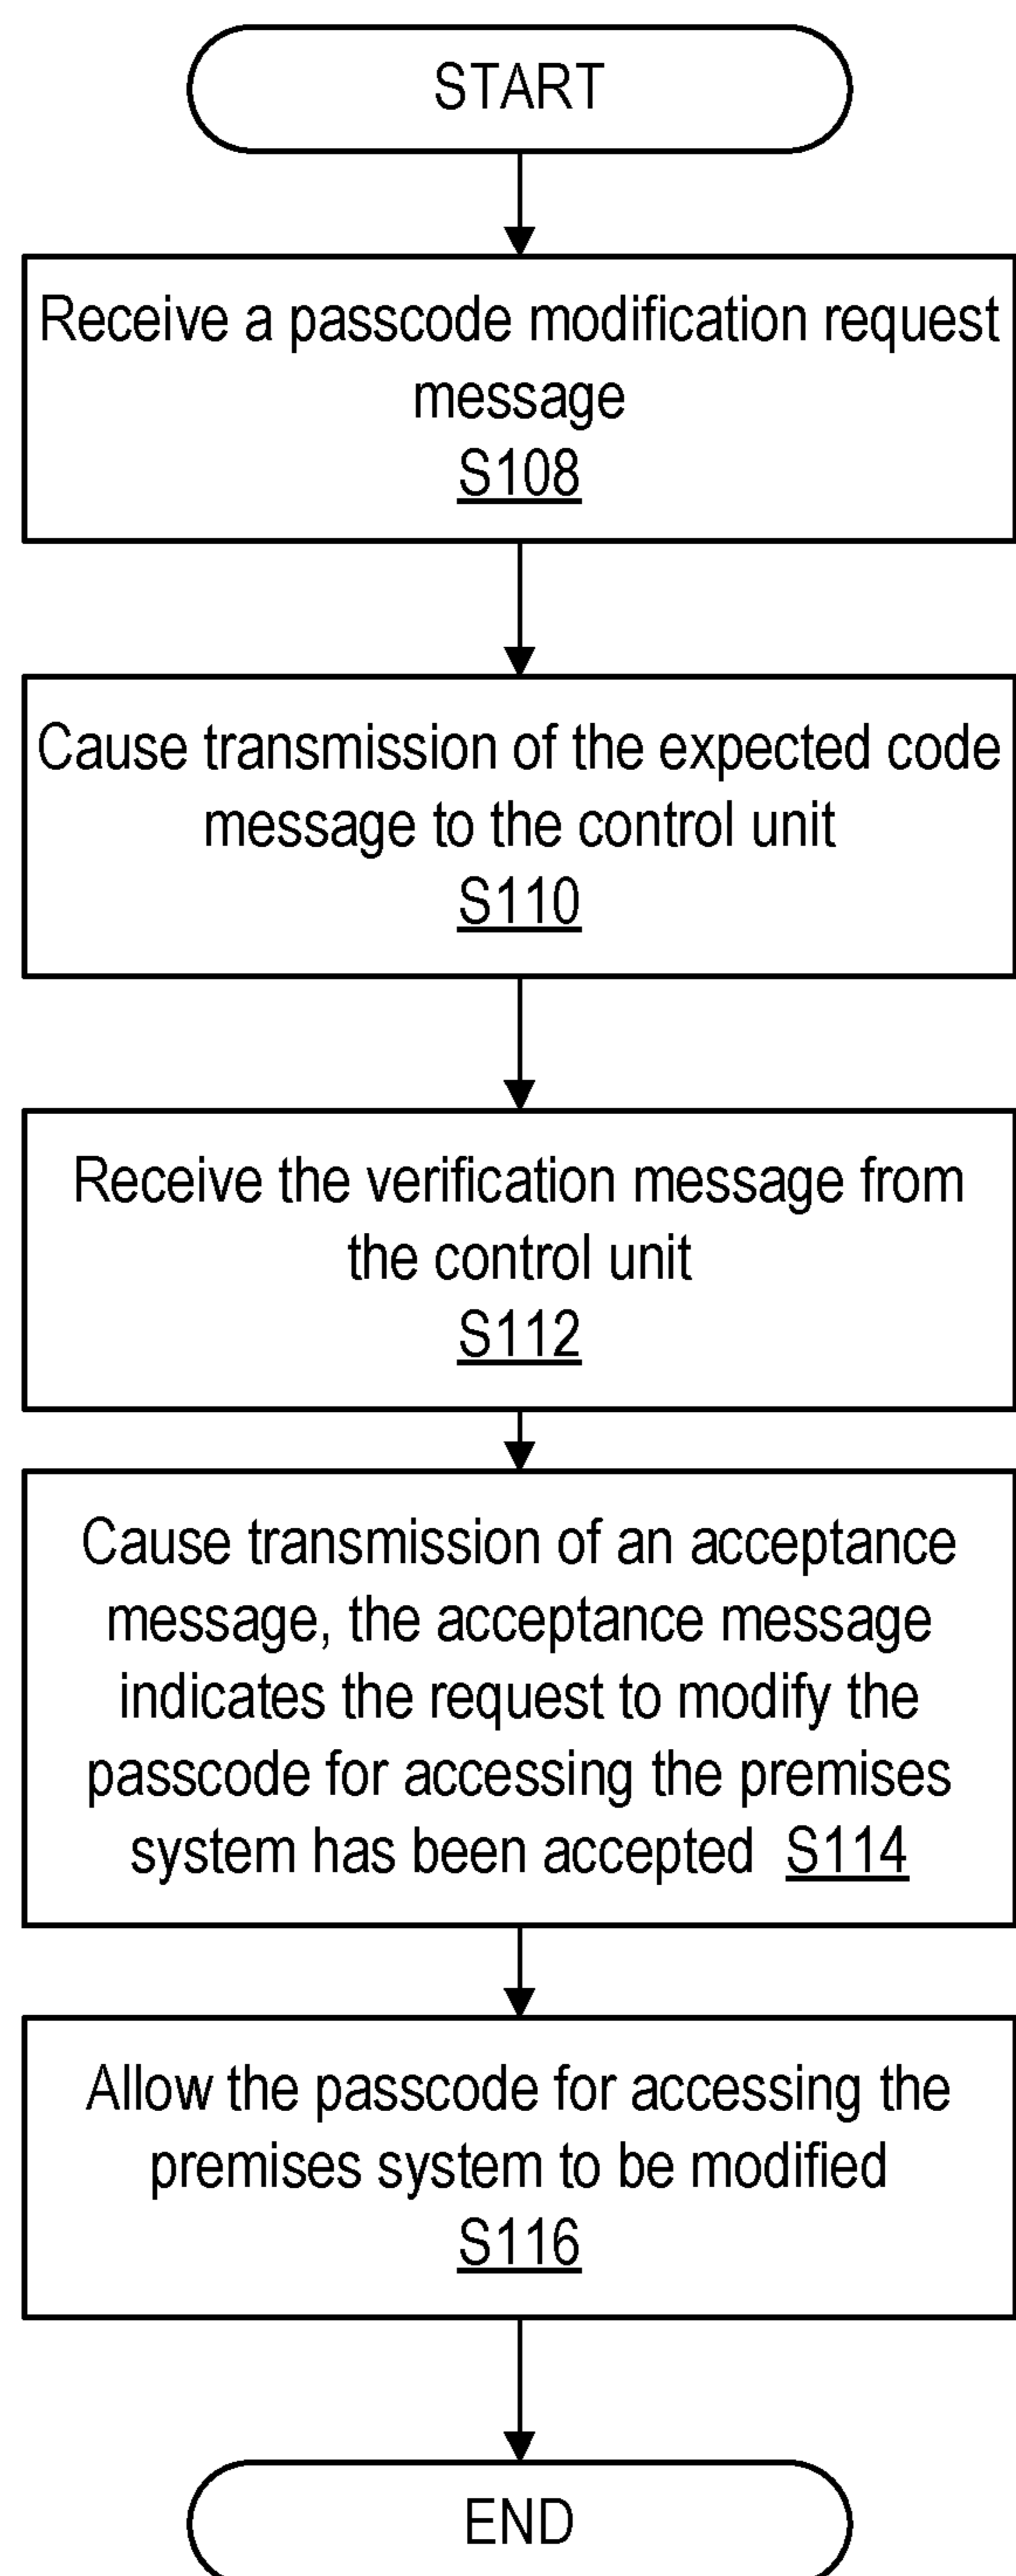 START
Receive a passcode modification request
message
S108
Cause transmission of the expected code
message to the control unit
S110
Receive the verification message from
the control unit
S112
Cause transmission of an acceptance
message, the acceptance message
indicates the request to modify the
passcode for accessing the premises
system has been accepted S114
Allow the passcode for accessing the
premises system to be modified
S116
END